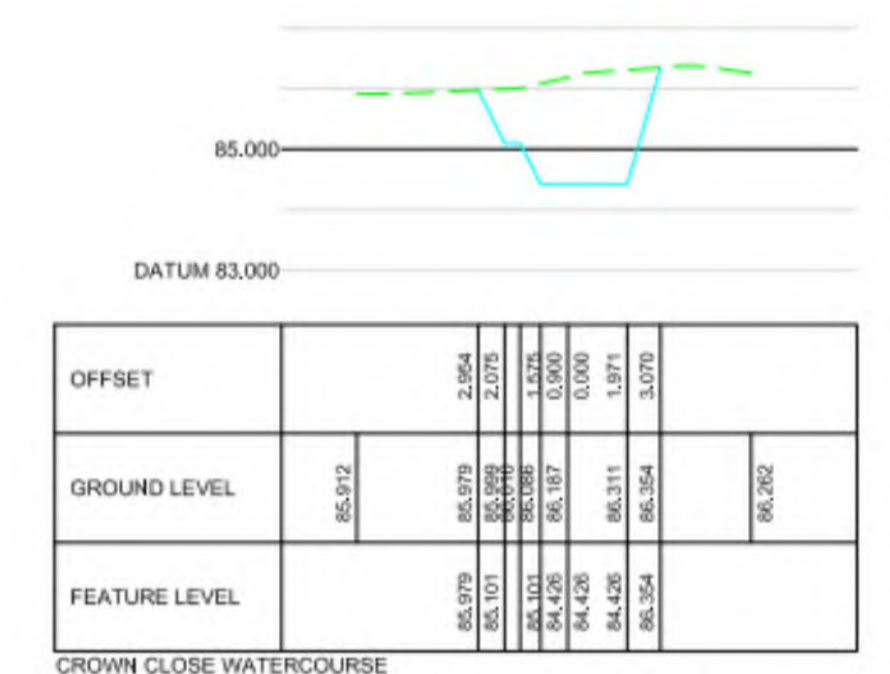 85.000
DATUM 83.000
OFFSET 2.954 2.075 1.575 0.900 0.000 1.971 3.070
GROUND LEVEL 85.912 85.979 85.999 86.086 86.187 86.311 86.354 86.262
FEATURE LEVEL 85.979 85.101 85.101 84.426 84.426 84.426 86.354
CROWN CLOSE WATERCOURSE